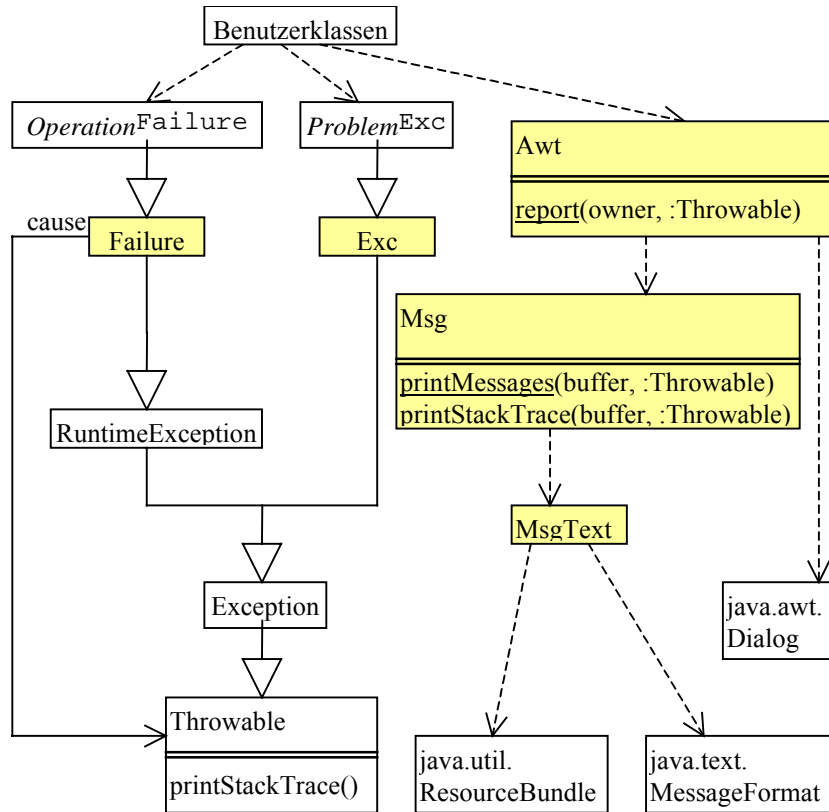 Benutzerklassen
OperationFailure
ProblemExc
Awt
report(owner, :Throwable)
cause
Failure
Exc
Msg
printMessages(buffer, :Throwable)
printStackTrace(buffer, :Throwable)
RuntimeException
MsgText
Exception
java.awt.
Dialog
Throwable
printStackTrace()
java.util.
ResourceBundle
java.text.
MessageFormat